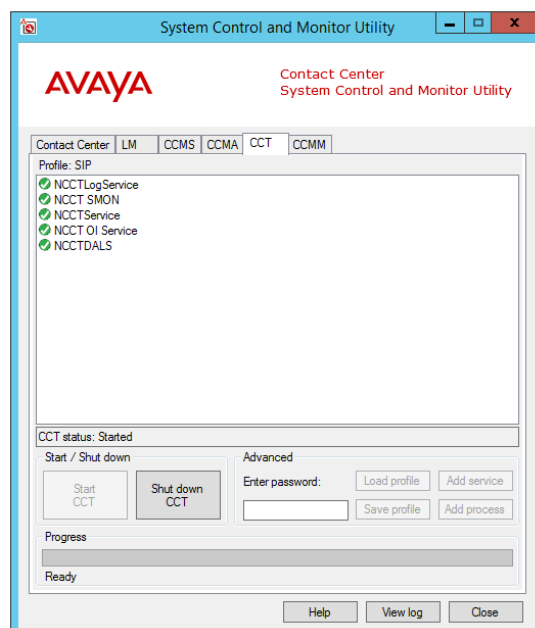 System Control and Monitor Utility
AVAYA
Contact Center
System Control and Monitor Utility
Contact Center LM CCMS CCMA CCT CCMM
Profile: SIP
NCCTLogService
NCCT SMON
NCCTService
NCCT OI Service
NCCTDALS
CCT status: Started
Start / Shut down
Start
CCT
Shut down
CCT
Advanced
Enter password:
Load profile
Add service
Save profile
Add process
Progress
Ready
Help
View log
Close